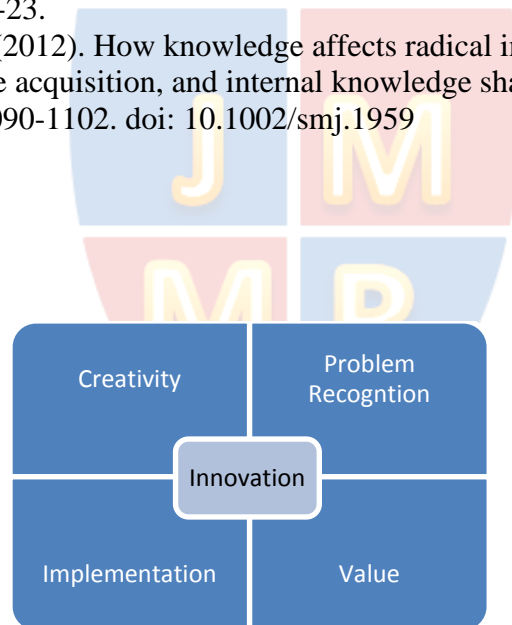 -23.
(2012). How knowledge affects radical in
e acquisition, and internal knowledge sha
090-1102. doi: 10.1002/smj.1959
J M
M P
Creativity
Problem
Recogntion
Innovation
Implementation
Value